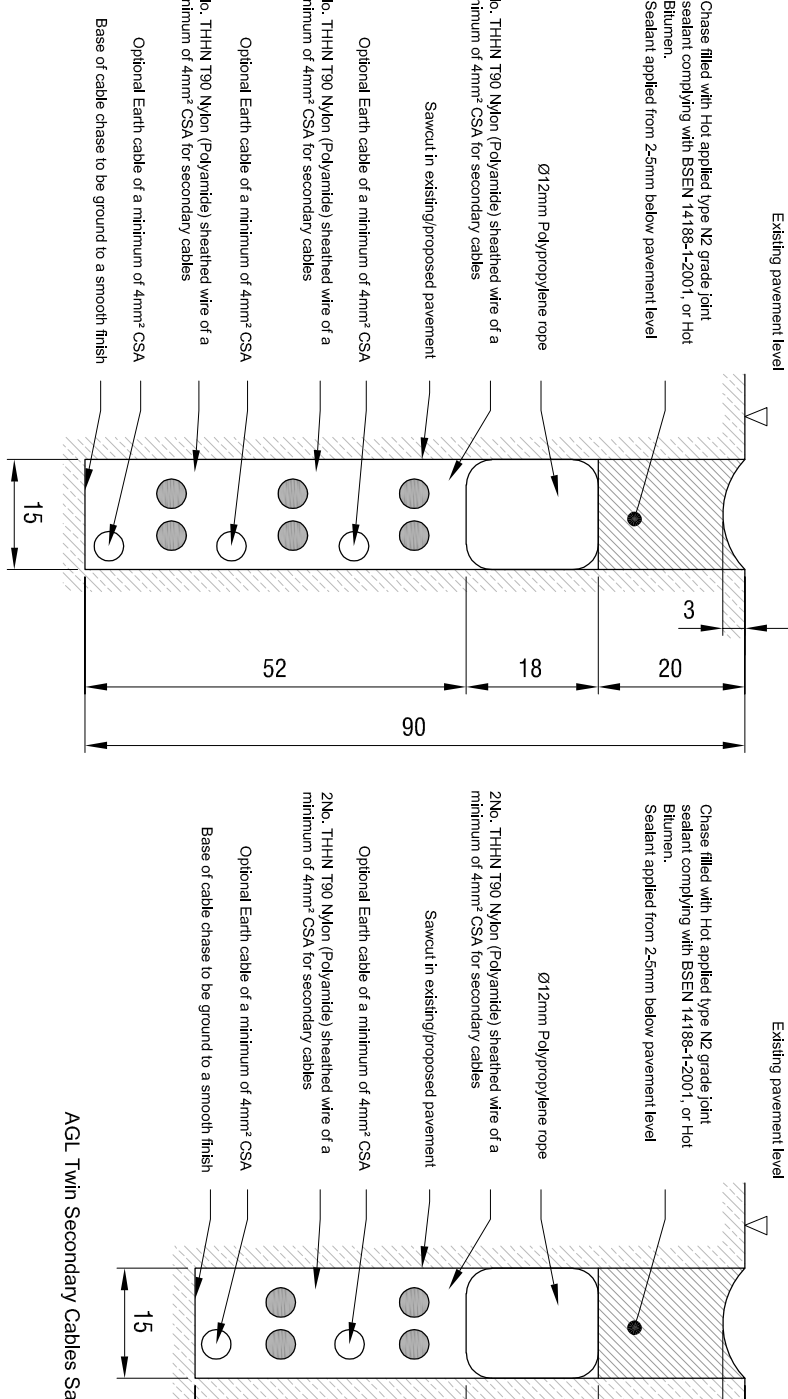 Existing pavement level
Chase filled with Hot applied type N2 grade joint
sealant complying with BSEN 14188-1-2001, or Hot
Bitumen.
Sealant applied from 2-5mm below pavement level
Ø12mm Polypropylene rope
No. THHN T90 Nylon (Polyamide) sheathed wire of a
minimum of 4mm² CSA for secondary cables
Sawcut in existing/proposed pavement
Optional Earth cable of a minimum of 4mm² CSA
No. THHN T90 Nylon (Polyamide) sheathed wire of a
minimum of 4mm² CSA for secondary cables
Optional Earth cable of a minimum of 4mm² CSA
No. THHN T90 Nylon (Polyamide) sheathed wire of a
minimum of 4mm² CSA for secondary cables
Optional Earth cable of a minimum of 4mm² CSA
Base of cable chase to be ground to a smooth finish
3
20
18
52
90
15
Existing pavement level
Chase filled with Hot applied type N2 grade joint
sealant complying with BSEN 14188-1-2001, or Hot
Bitumen.
Sealant applied from 2-5mm below pavement level
Ø12mm Polypropylene rope
2No. THHN T90 Nylon (Polyamide) sheathed wire of a
minimum of 4mm² CSA for secondary cables
Sawcut in existing/proposed pavement
Optional Earth cable of a minimum of 4mm² CSA
2No. THHN T90 Nylon (Polyamide) sheathed wire of a
minimum of 4mm² CSA for secondary cables
Optional Earth cable of a minimum of 4mm² CSA
Base of cable chase to be ground to a smooth finish
15
AGL Twin Secondary Cables Sa